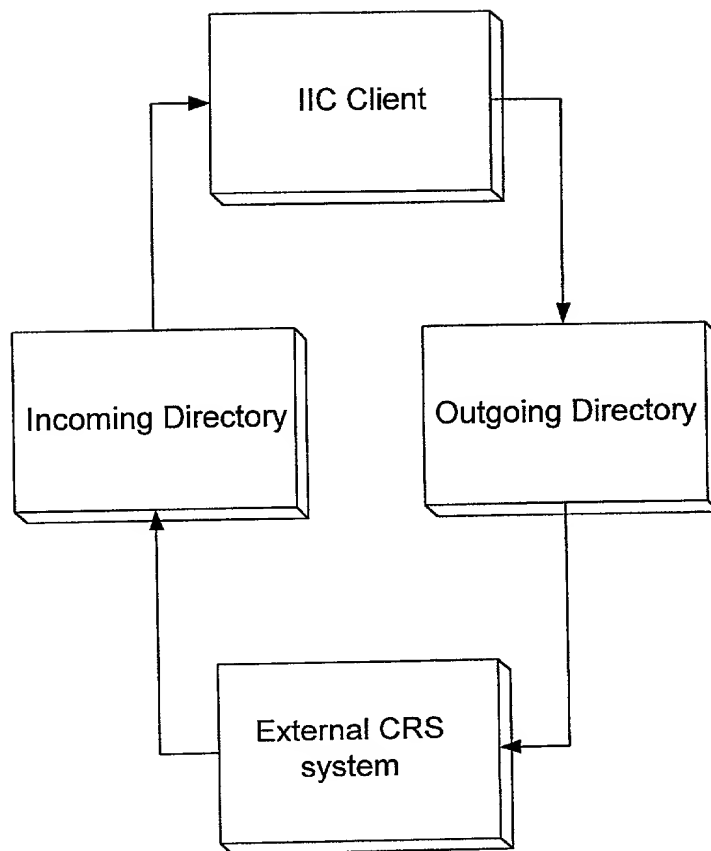 IIC Client
Incoming Directory
Outgoing Directory
External CRS
system